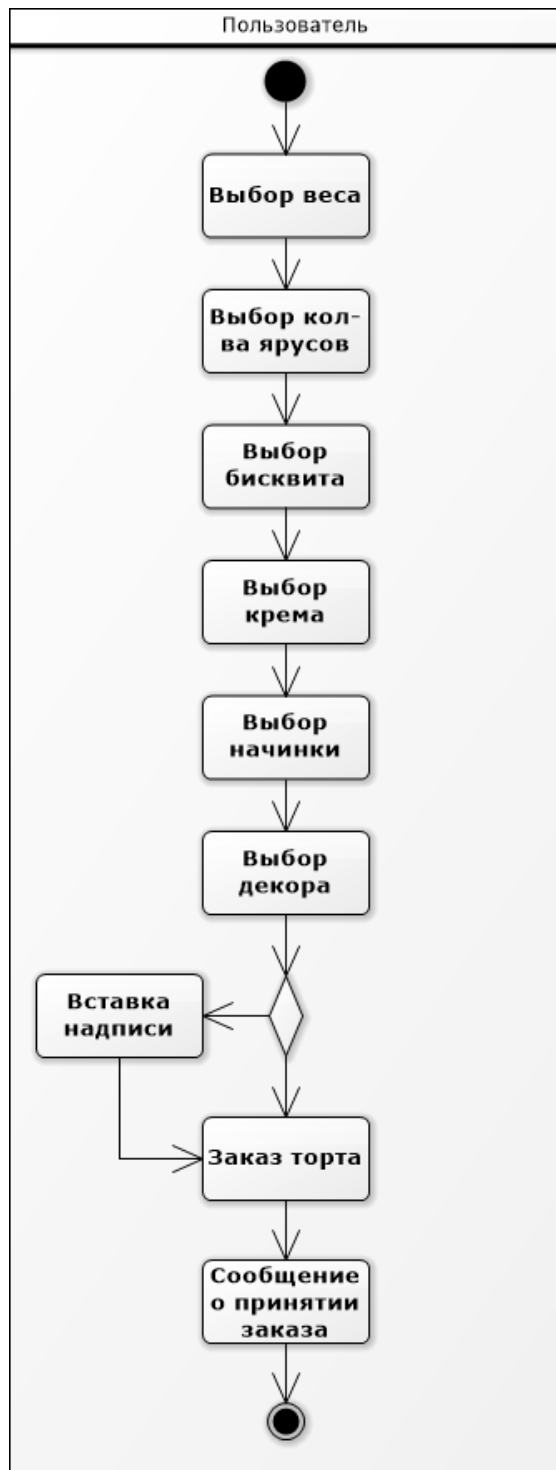 Пользователь
Выбор веса
Выбор кол-
ва ярусов
Выбор
бисквита
Выбор
крема
Выбор
начинки
Выбор
декора
Вставка
надписи
Заказ торта
Сообщение
о принятии
заказа